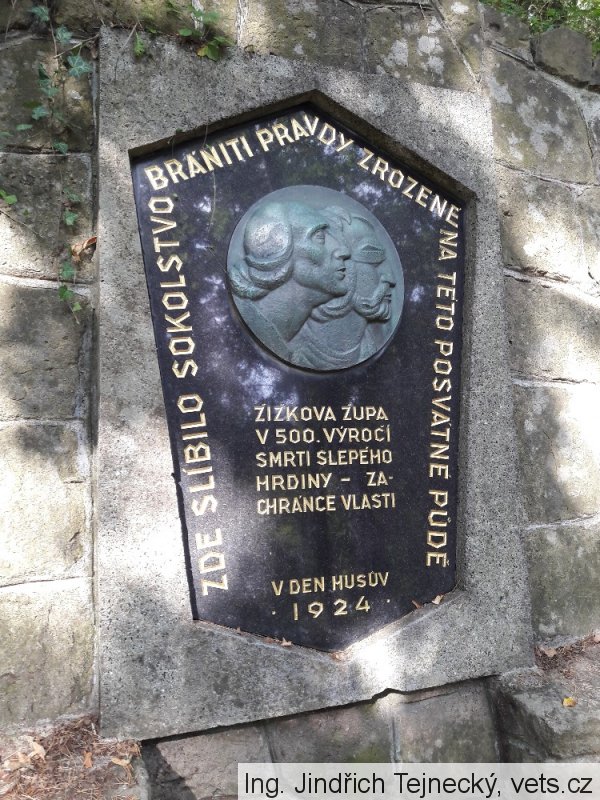 ZDE SLÍBILO SOKOLSTVO BRÁNITI PRAVDY ZROZENÉ NA TÉTO POSVÁTNÉ PŮDĚ
ŽIŽKOVA ŽUPA
V 500. VÝROČÍ
SMRTI SLEPÉHO
HRDINY - ZA-
CHRÁNCE VLASTI
V DEN HUSŮV
· 1924 ·
Ing. Jindřich Tejnecký, vets.cz